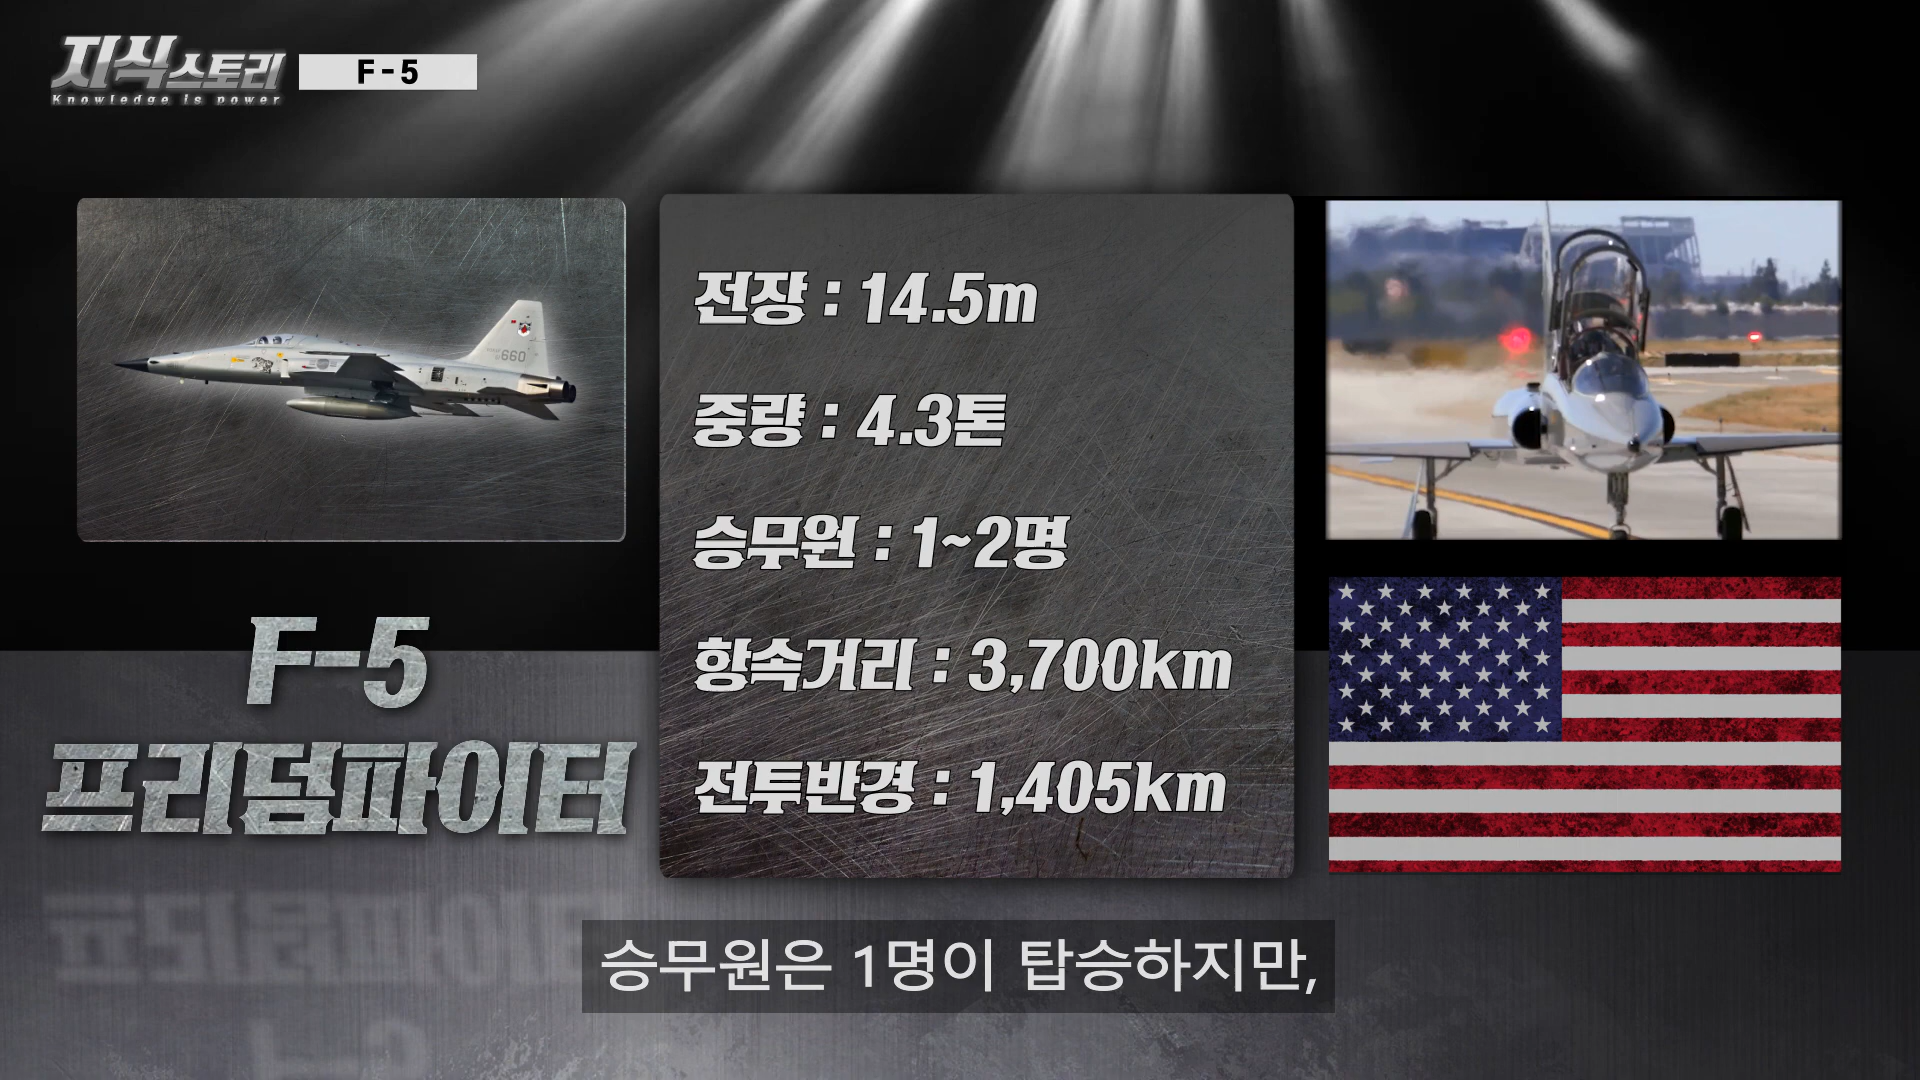 지식스토리
Knowledge is power
F-5
660
F-5
프리덤파이터
전장 : 14.5m
중량 : 4.3톤
승무원 : 1~2명
항속거리 : 3,700km
전투반경 : 1,405km
승무원은 1명이 탑승하지만,